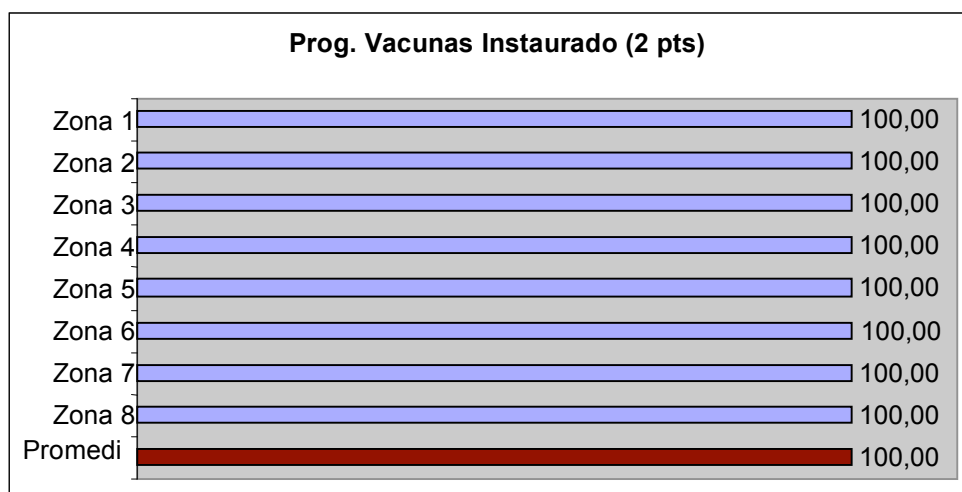 Prog. Vacunas Instaurado (2 pts)
Zona 1 100,00
Zona 2 100,00
Zona 3 100,00
Zona 4 100,00
Zona 5 100,00
Zona 6 100,00
Zona 7 100,00
Zona 8 100,00
Promedi 100,00